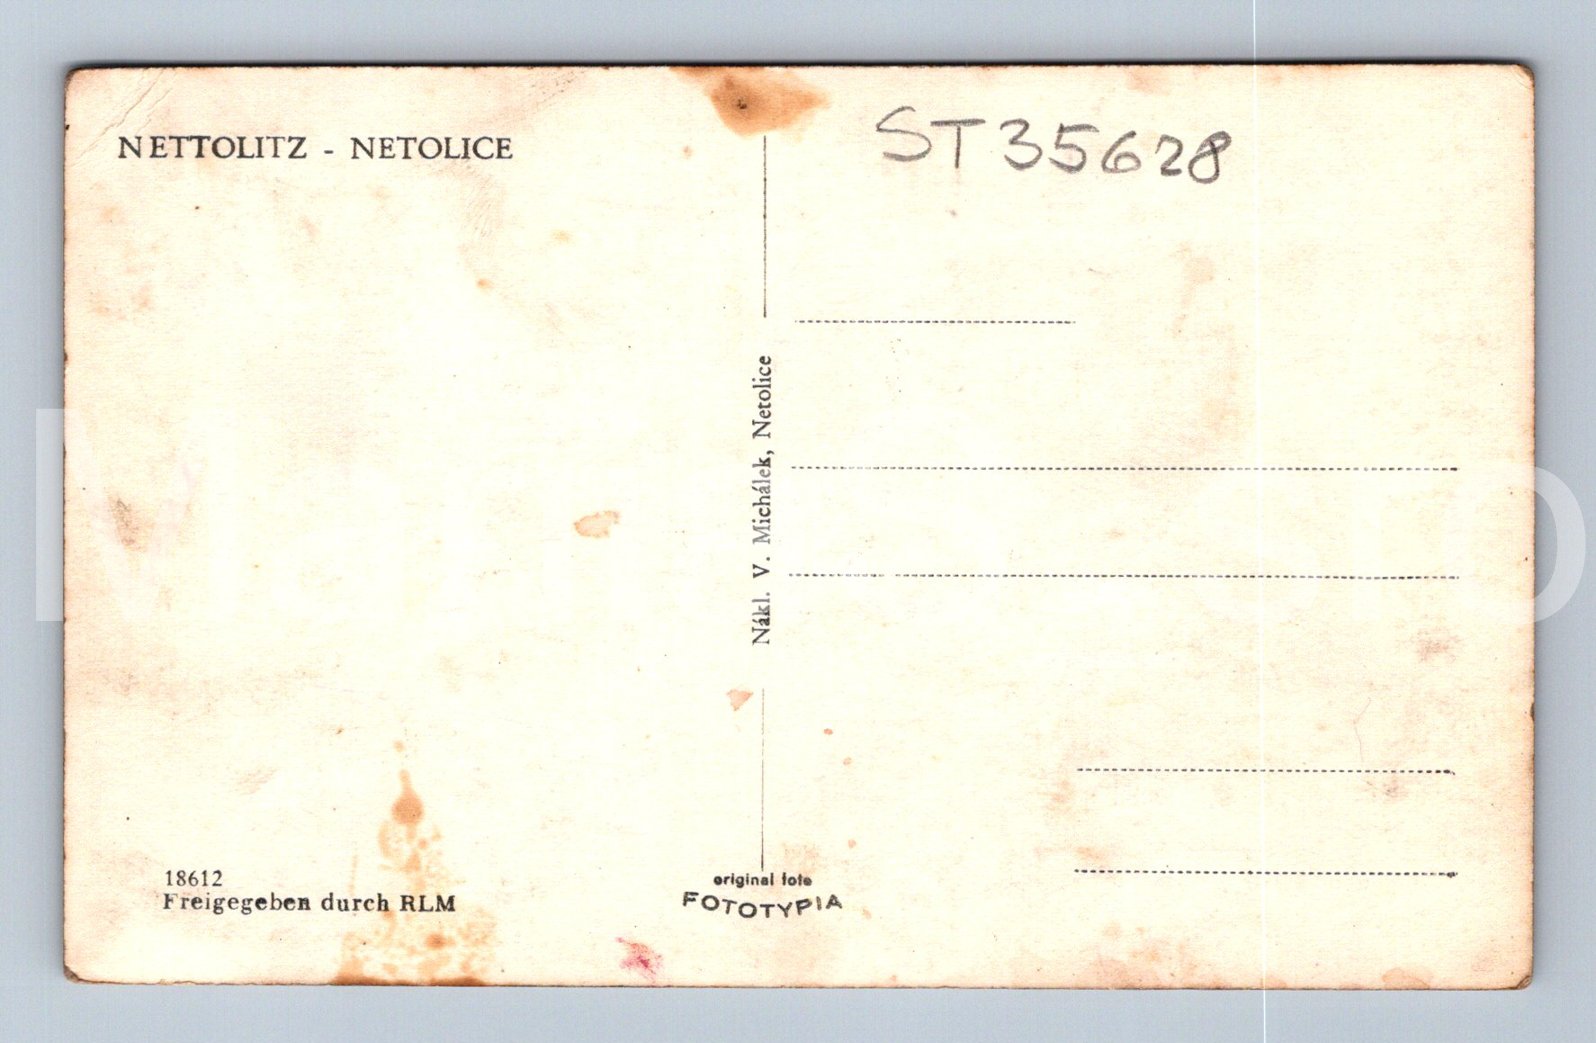 NETTOLITZ - NETOLICE
ST35628
Nákl. V. Michálek, Netolice
18612
Freigegeben durch RLM
original foto
FOTOTYPIA